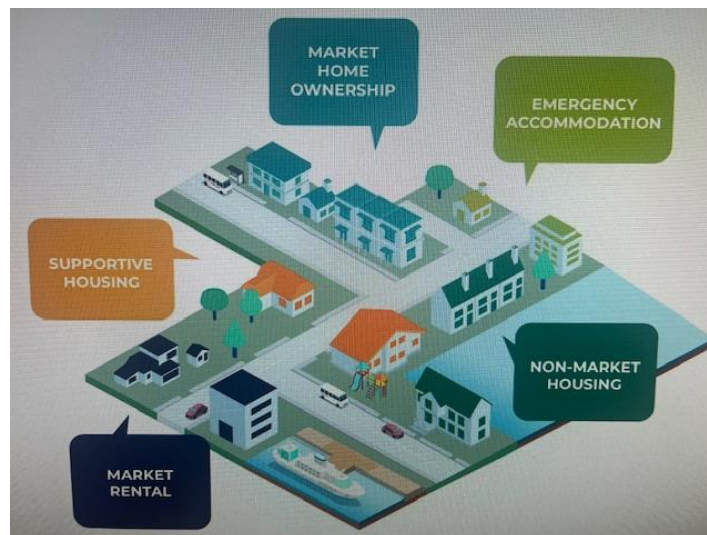 MARKET
HOME
OWNERSHIP
EMERGENCY
ACCOMMODATION
SUPPORTIVE
HOUSING
NON-MARKET
HOUSING
MARKET
RENTAL